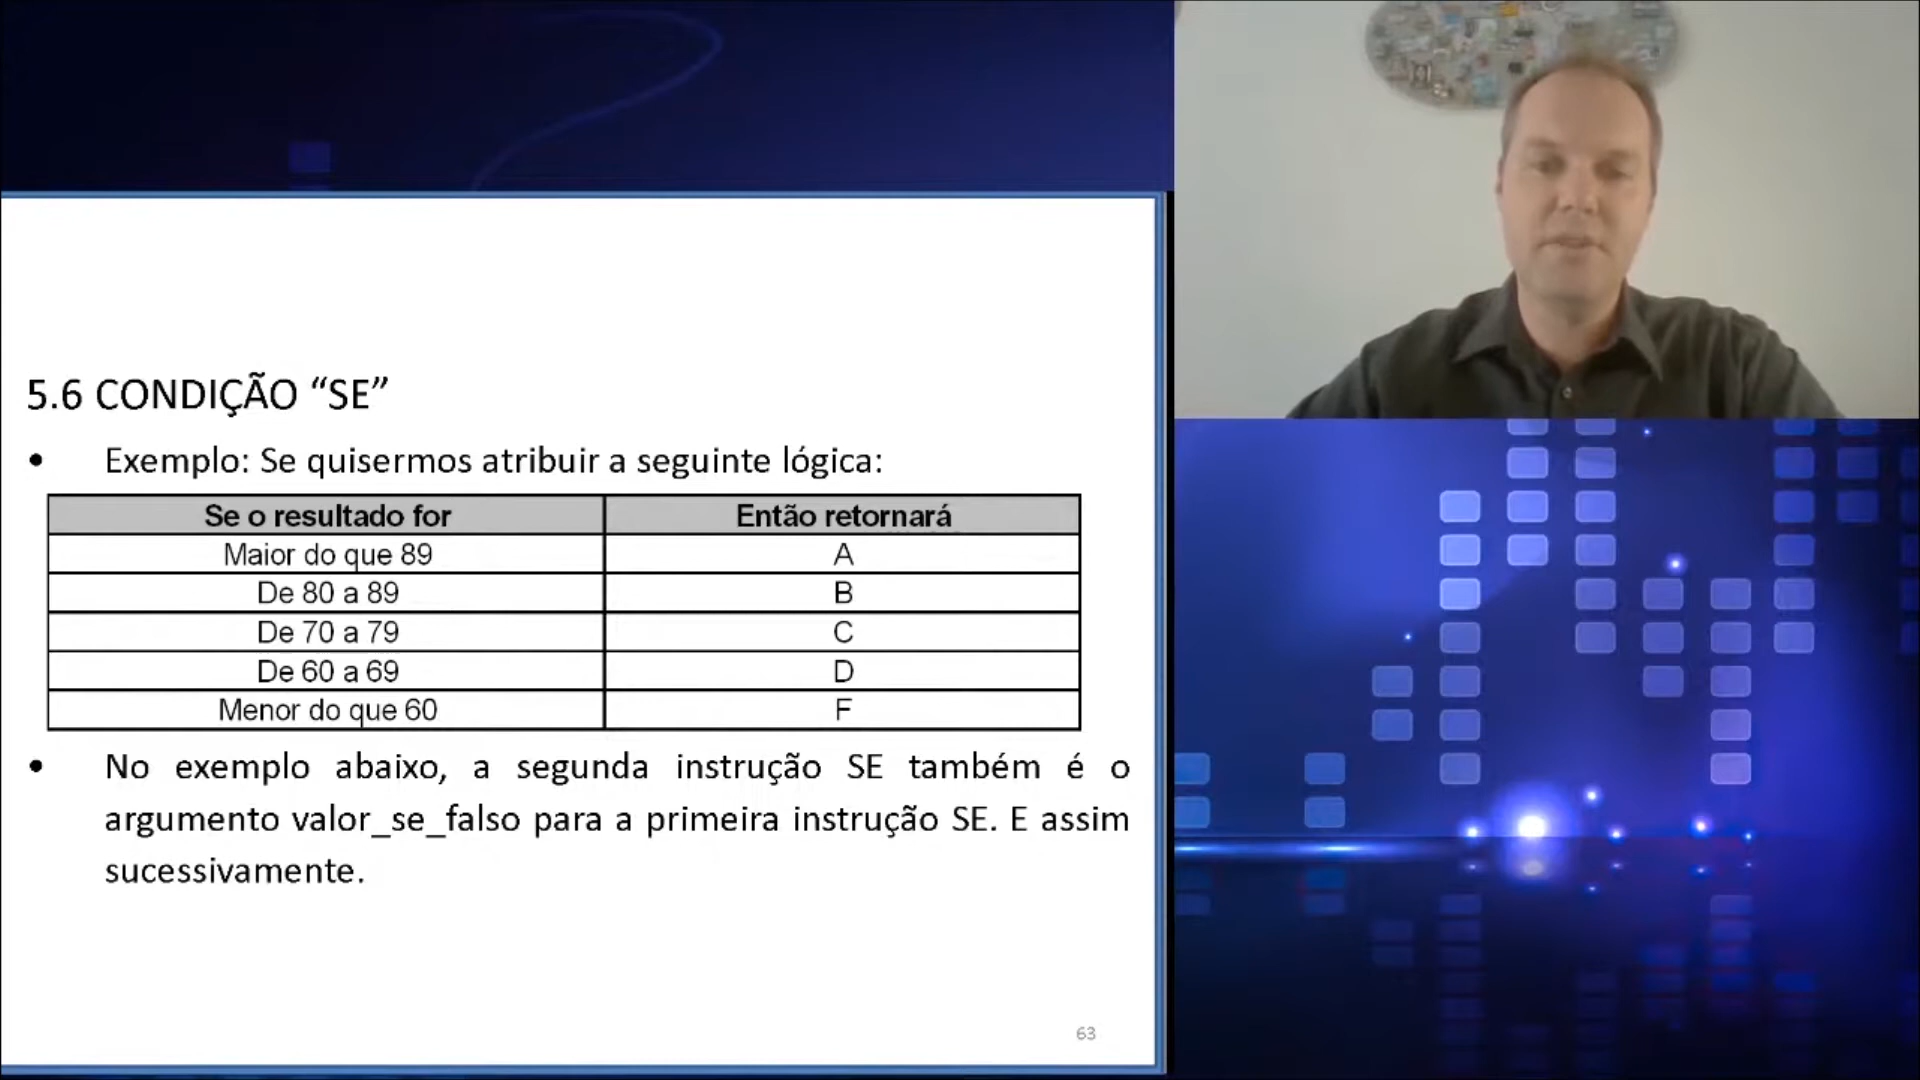 5.6 CONDIÇÃO “SE”
• Exemplo: Se quisermos atribuir a seguinte lógica:
Se o resultado for Então retornará
Maior do que 89 A
De 80 a 89 B
De 70 a 79 C
De 60 a 69 D
Menor do que 60 F
• No exemplo abaixo, a segunda instrução SE também é o
argumento valor_se_falso para a primeira instrução SE. E assim
sucessivamente.
63